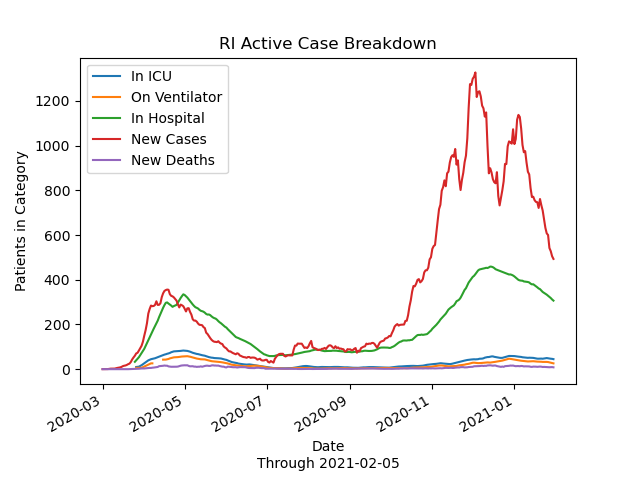 RI Active Case Breakdown
In ICU
On Ventilator
In Hospital
New Cases
New Deaths
Patients in Category
1200
1000
800
600
400
200
0
2020-03
2020-05
2020-07
2020-09
2020-11
2021-01
Date
Through 2021-02-05